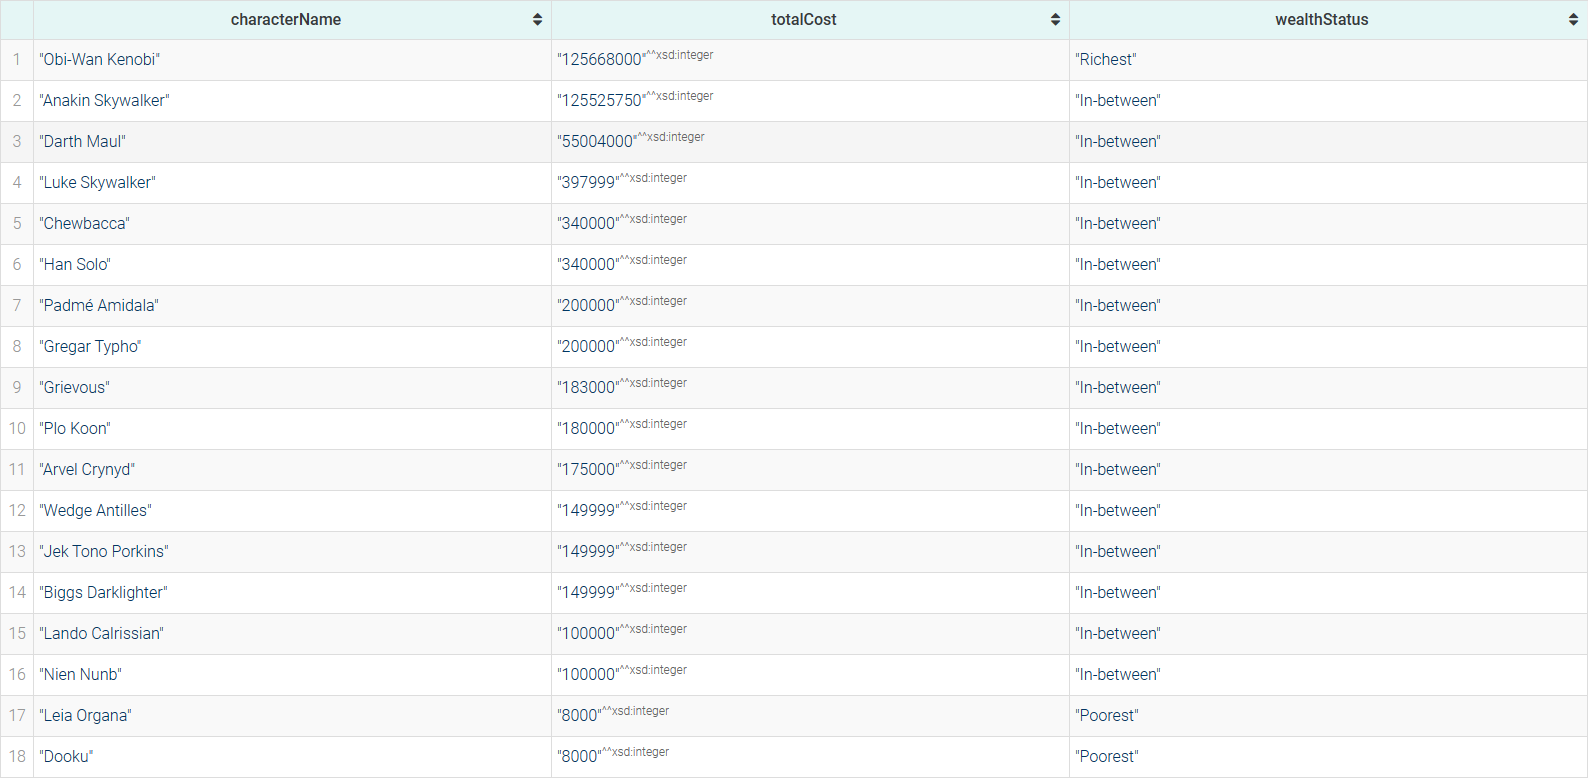 characterName totalCost wealthStatus
1 "Obi-Wan Kenobi" "125668000"^^xsd:integer "Richest"
2 "Anakin Skywalker" "125525750"^^xsd:integer "In-between"
3 "Darth Maul" "55004000"^^xsd:integer "In-between"
4 "Luke Skywalker" "397999"^^xsd:integer "In-between"
5 "Chewbacca" "340000"^^xsd:integer "In-between"
6 "Han Solo" "340000"^^xsd:integer "In-between"
7 "Padmé Amidala" "200000"^^xsd:integer "In-between"
8 "Gregar Typho" "200000"^^xsd:integer "In-between"
9 "Grievous" "183000"^^xsd:integer "In-between"
10 "Plo Koon" "180000"^^xsd:integer "In-between"
11 "Arvel Crynyd" "175000"^^xsd:integer "In-between"
12 "Wedge Antilles" "149999"^^xsd:integer "In-between"
13 "Jek Tono Porkins" "149999"^^xsd:integer "In-between"
14 "Biggs Darklighter" "149999"^^xsd:integer "In-between"
15 "Lando Calrissian" "100000"^^xsd:integer "In-between"
16 "Nien Nunb" "100000"^^xsd:integer "In-between"
17 "Leia Organa" "8000"^^xsd:integer "Poorest"
18 "Dooku" "8000"^^xsd:integer "Poorest"